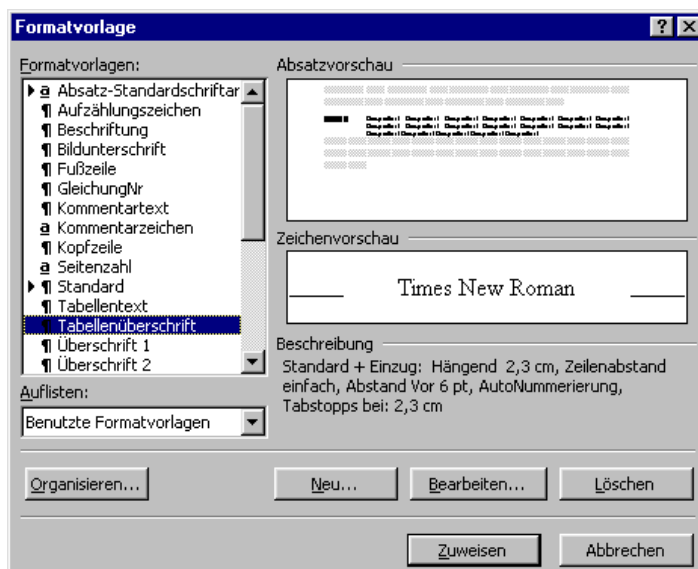 Formatvorlage
Formatvorlagen:
a Absatz-Standardschriftar
¶ Aufzählungszeichen
¶ Beschriftung
¶ Bildunterschrift
¶ Fußzeile
¶ GleichungNr
¶ Kommentartext
a Kommentarzeichen
¶ Kopfzeile
a Seitenzahl
¶ Standard
¶ Tabellentext
¶ Tabellenüberschrift
¶ Überschrift 1
¶ Überschrift 2
Auflisten:
Benutzte Formatvorlagen
Absatzvorschau
Zeichenvorschau
Times New Roman
Beschreibung
Standard + Einzug: Hängend 2,3 cm, Zeilenabstand
einfach, Abstand Vor 6 pt, AutoNummerierung,
Tabstopps bei: 2,3 cm
Organisieren...
Neu...
Bearbeiten...
Löschen
Zuweisen
Abbrechen